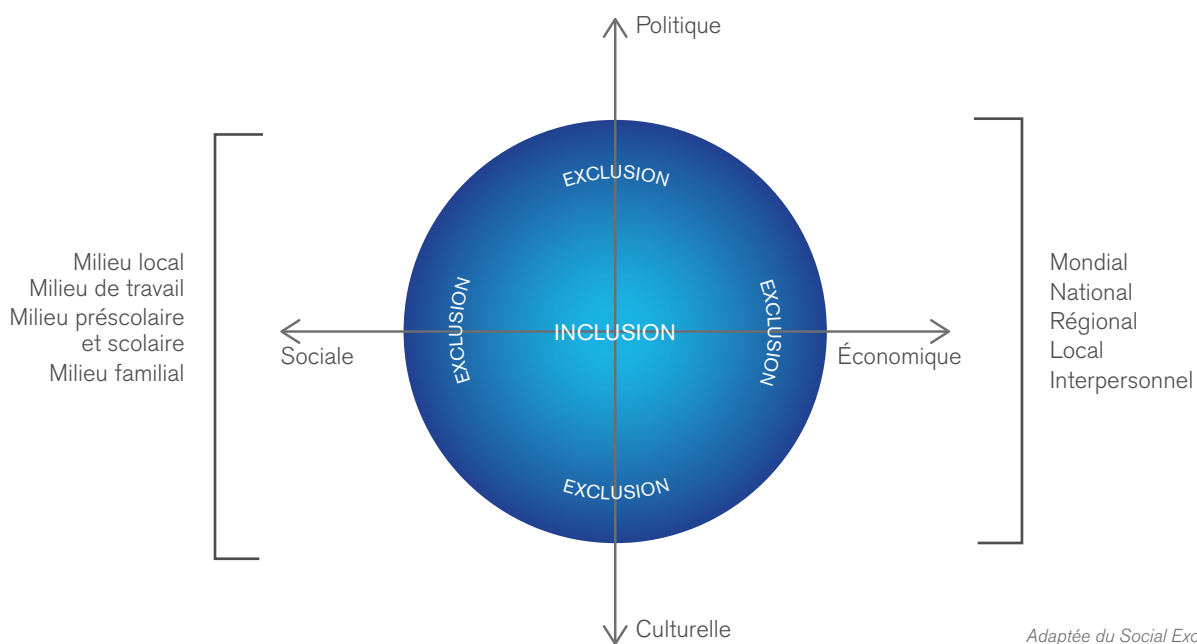 Politique
EXCLUSION
Milieu local
Milieu de travail
Milieu préscolaire
et scolaire
Milieu familial
Sociale
EXCLUSION
INCLUSION
EXCLUSION
Économique
Mondial
National
Régional
Local
Interpersonnel
EXCLUSION
Culturelle
Adaptée du Social